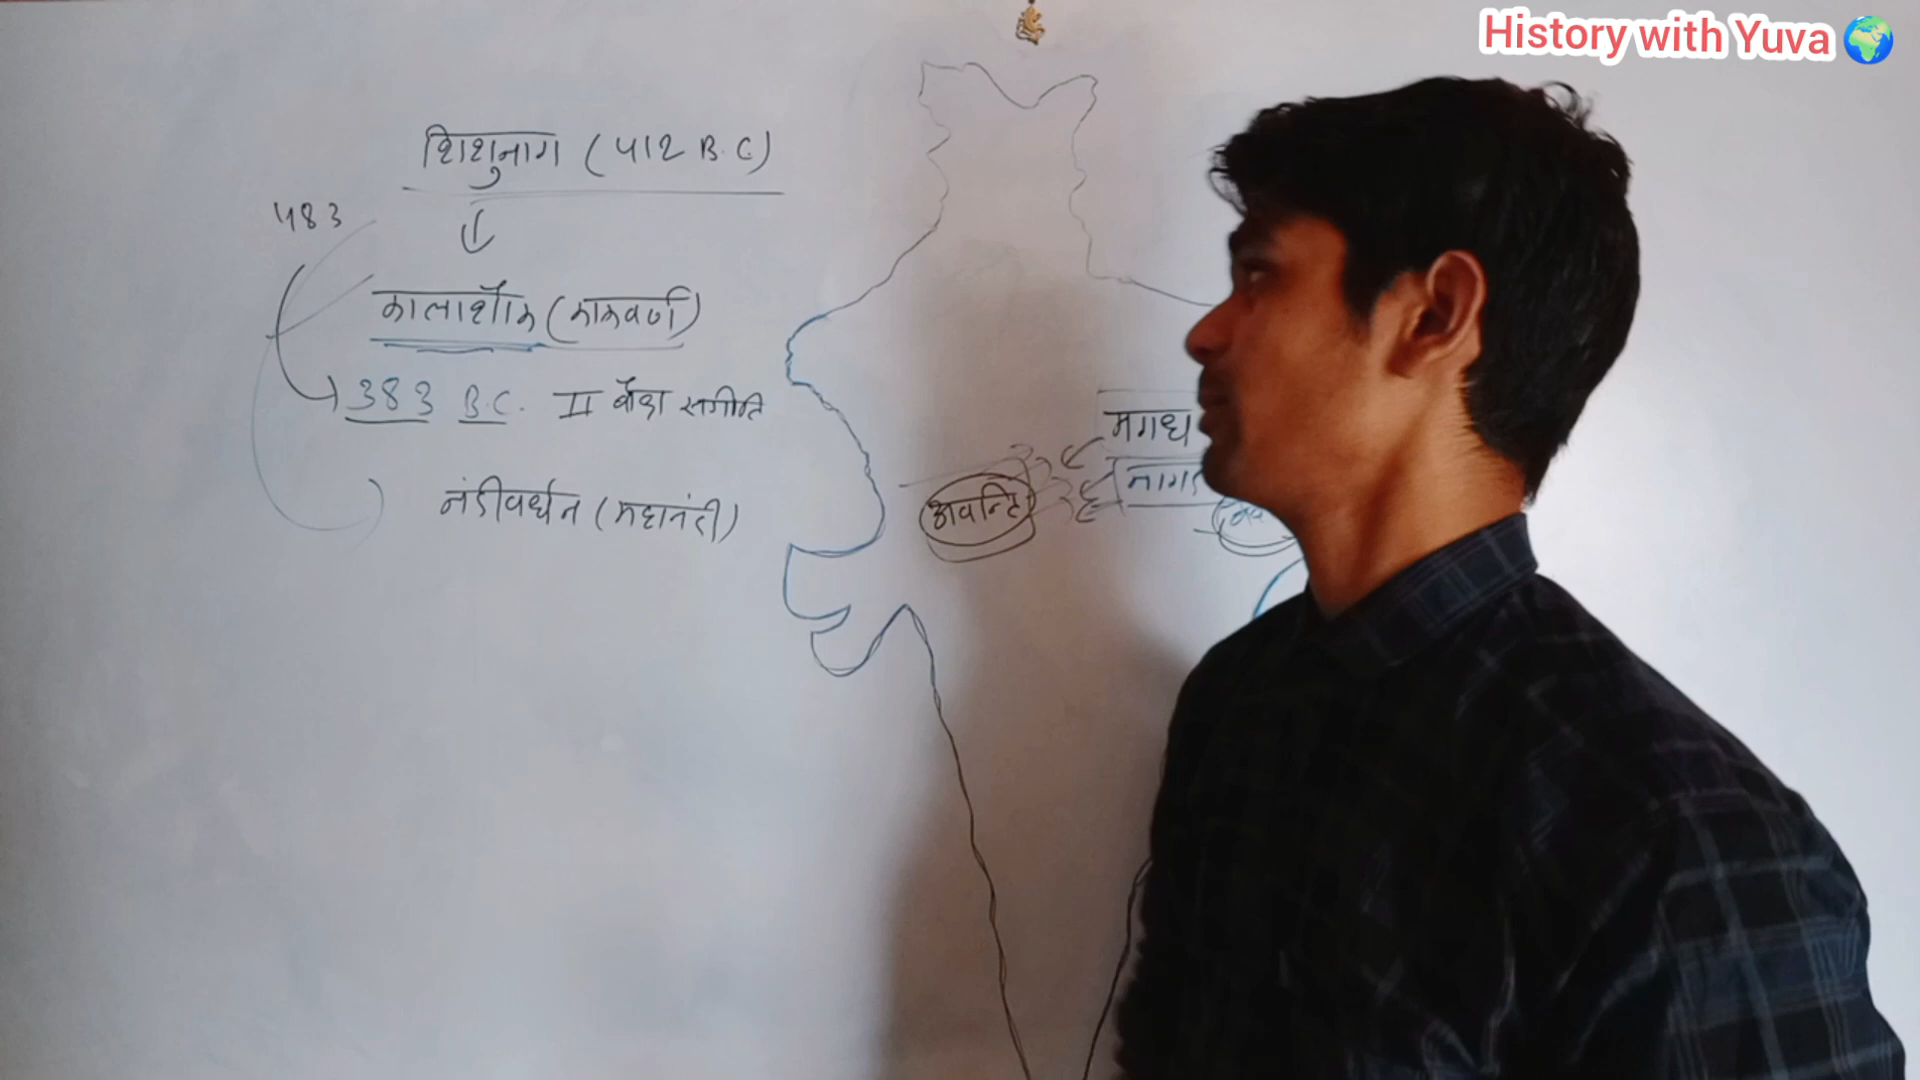 History with Yuva
शिशुनाग (412 B.C)
483
कालाशौक (काकवर्ण)
383 B.C. II बौद्ध संगीति
नंदीवर्धन (महानंदी)
मगध
अवन्ति